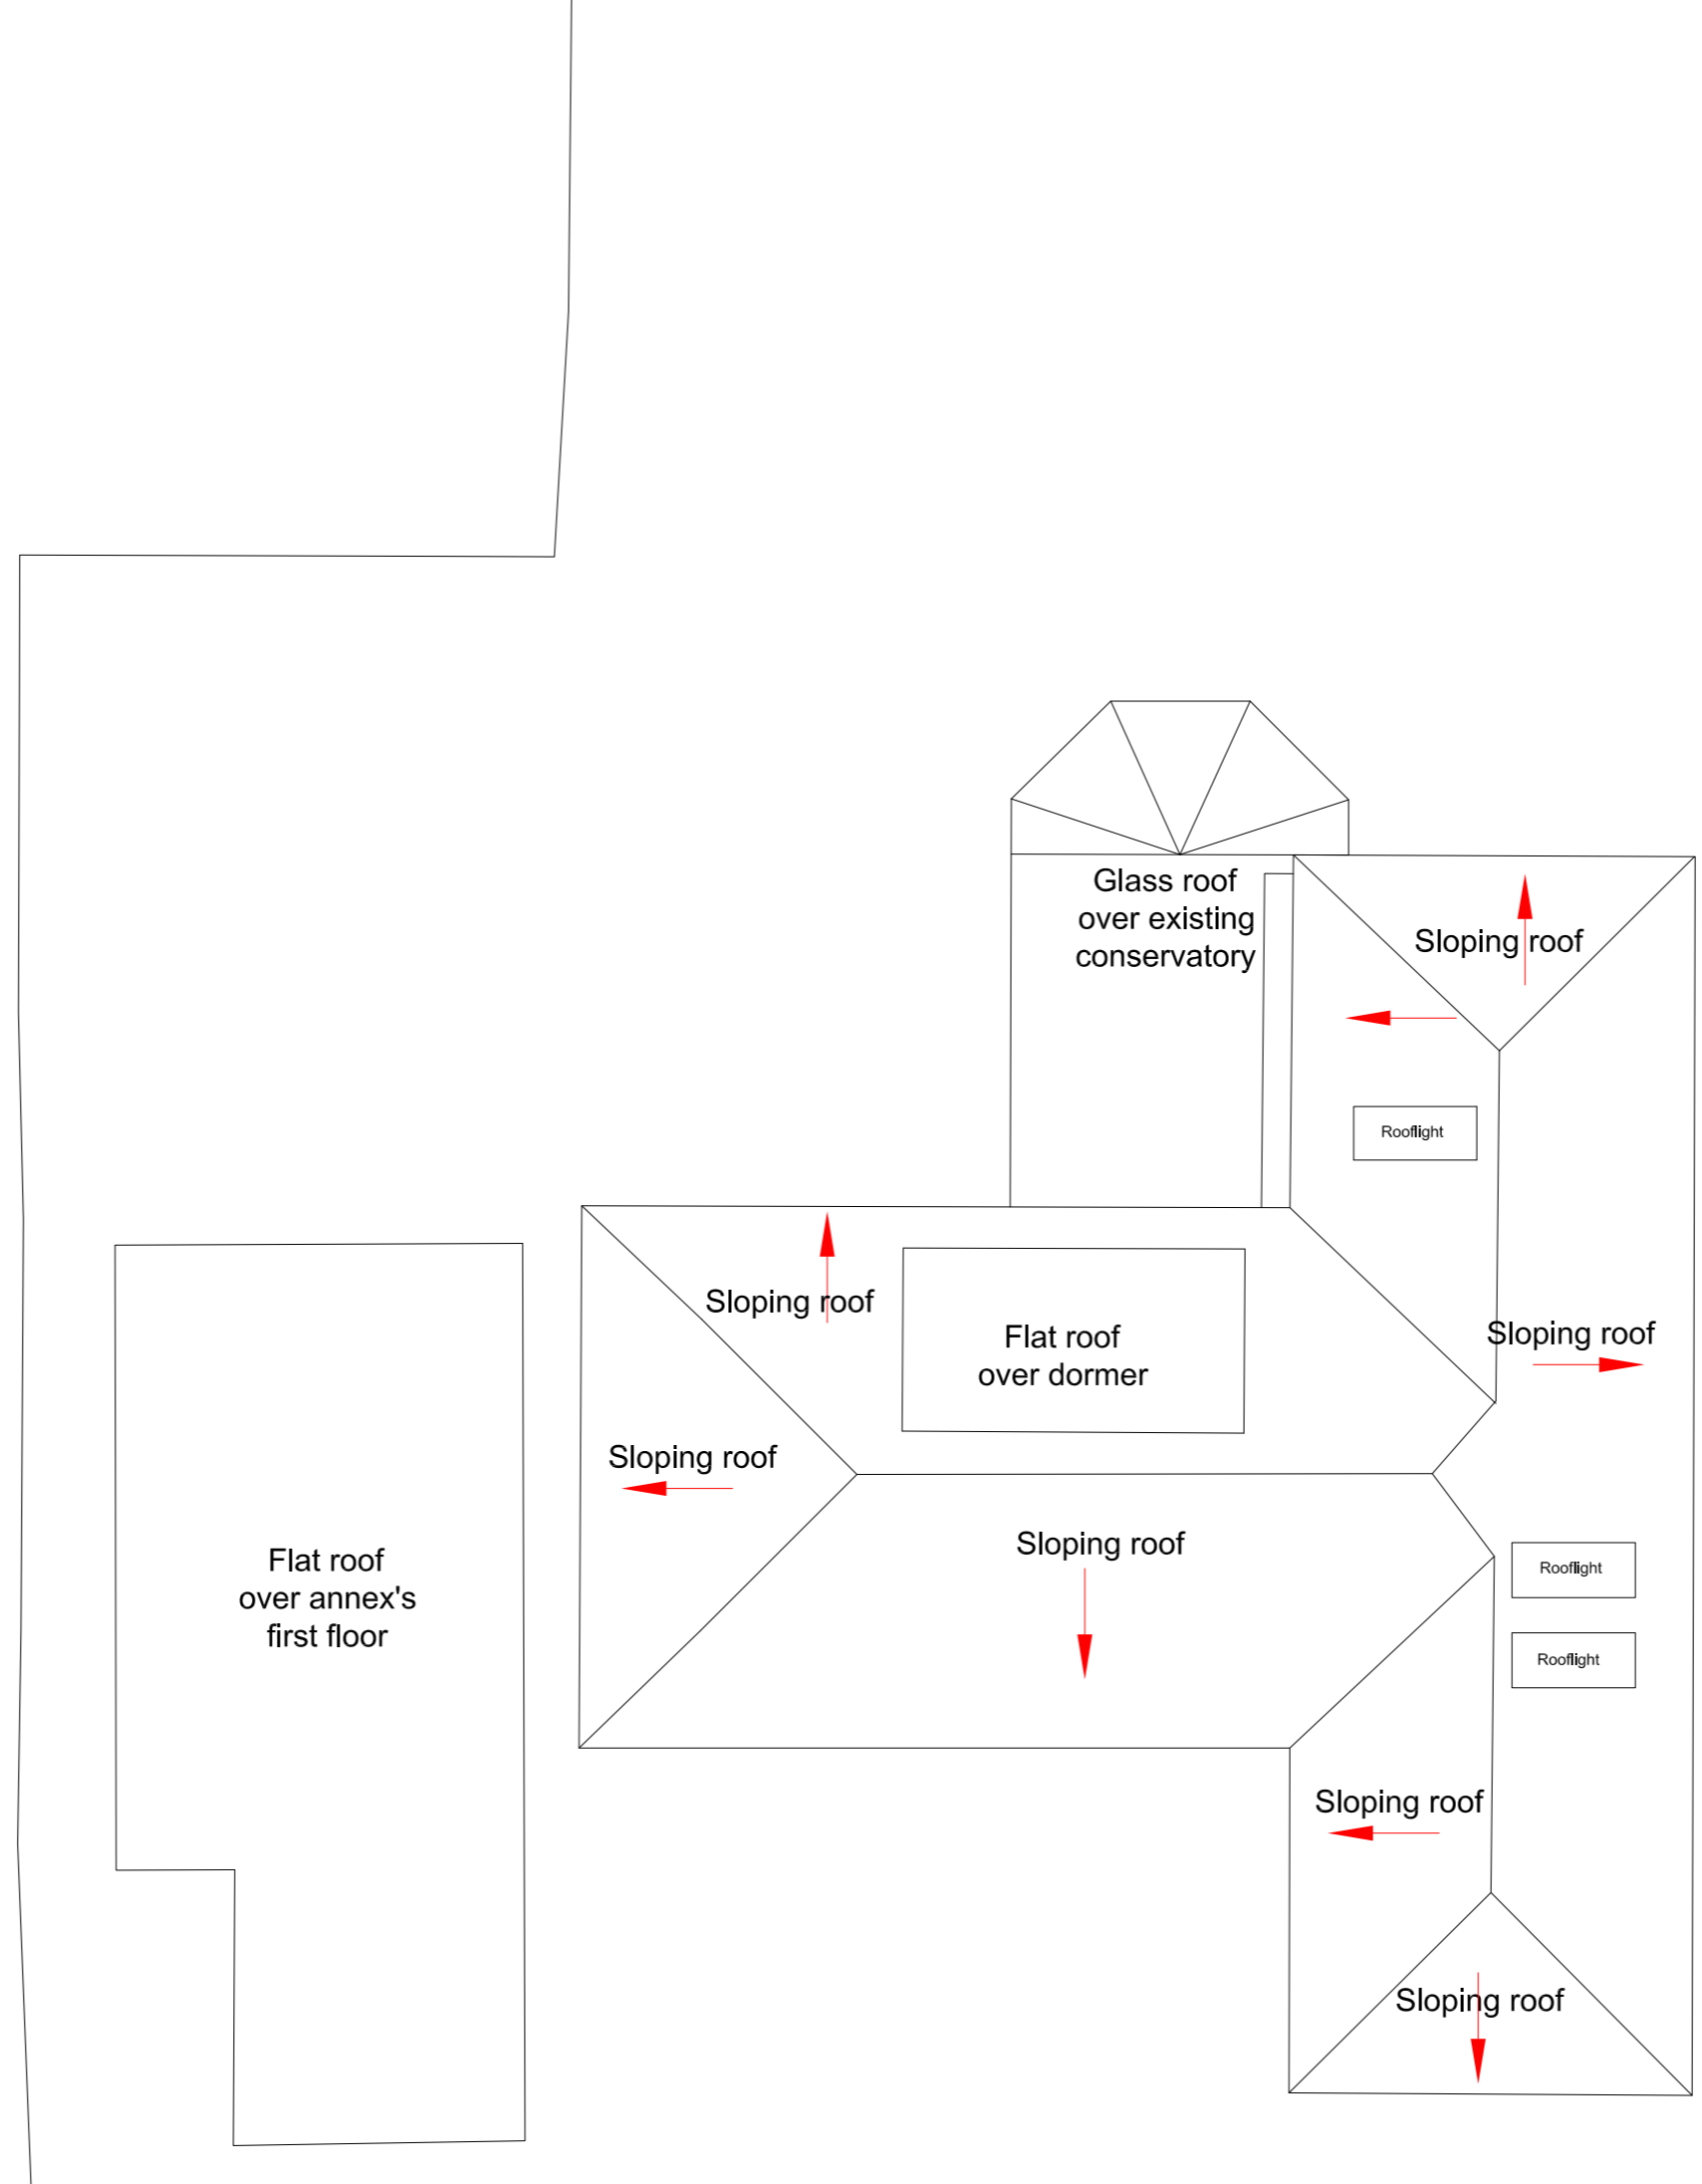 Glass roof
over existing
conservatory
Sloping roof
Rooflight
Sloping roof
Flat roof
over dormer
Sloping roof
Sloping roof
Sloping roof
Flat roof
over annex's
first floor
Rooflight
Rooflight
Sloping roof
Sloping roof